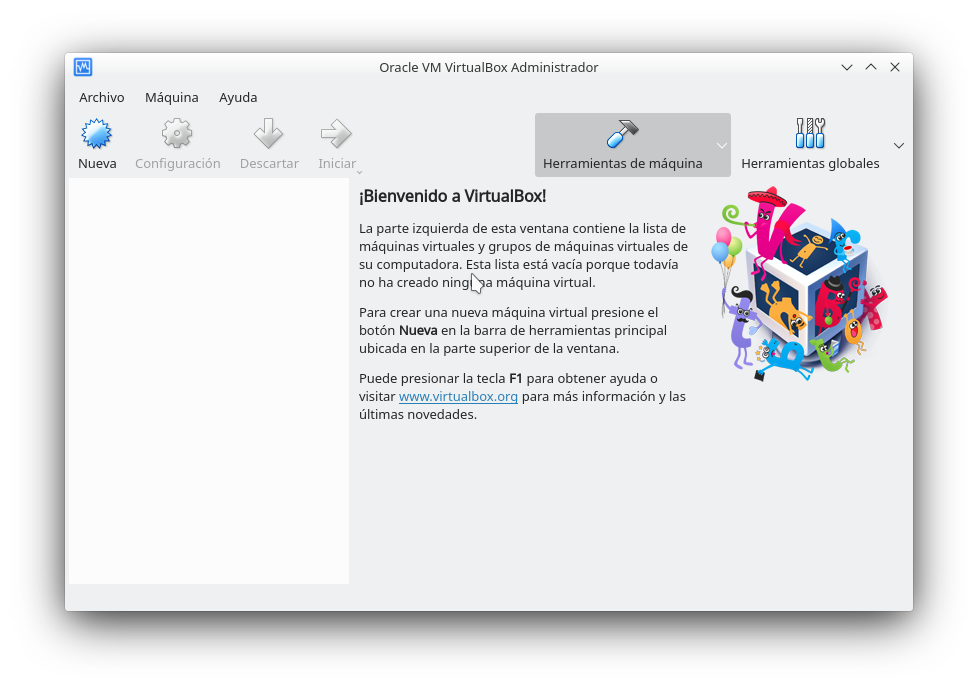 Oracle VM VirtualBox Administrador
Archivo Máquina Ayuda
Nueva Configuración Descartar Iniciar Herramientas de máquina Herramientas globales
¡Bienvenido a VirtualBox!
La parte izquierda de esta ventana contiene la lista de
máquinas virtuales y grupos de máquinas virtuales de
su computadora. Esta lista está vacía porque todavía
no ha creado ninguna máquina virtual.
Para crear una nueva máquina virtual presione el
botón Nueva en la barra de herramientas principal
ubicada en la parte superior de la ventana.
Puede presionar la tecla F1 para obtener ayuda o
visitar www.virtualbox.org para más información y las
últimas novedades.